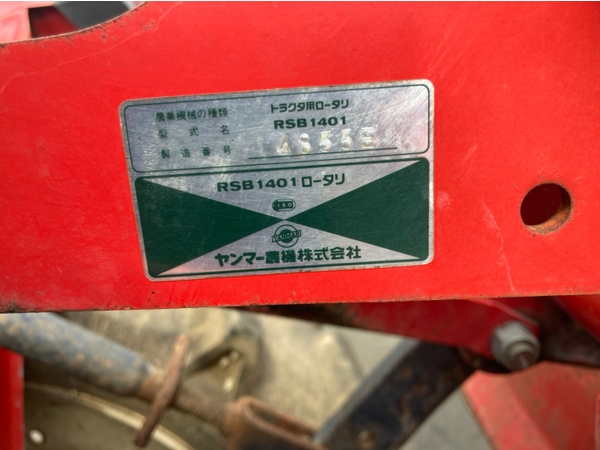 農業機械の種類 トラクタ用ロータリ
型式名 RSB1401
製造番号
RSB1401ロータリ
YANMAR
ヤンマー農機株式会社